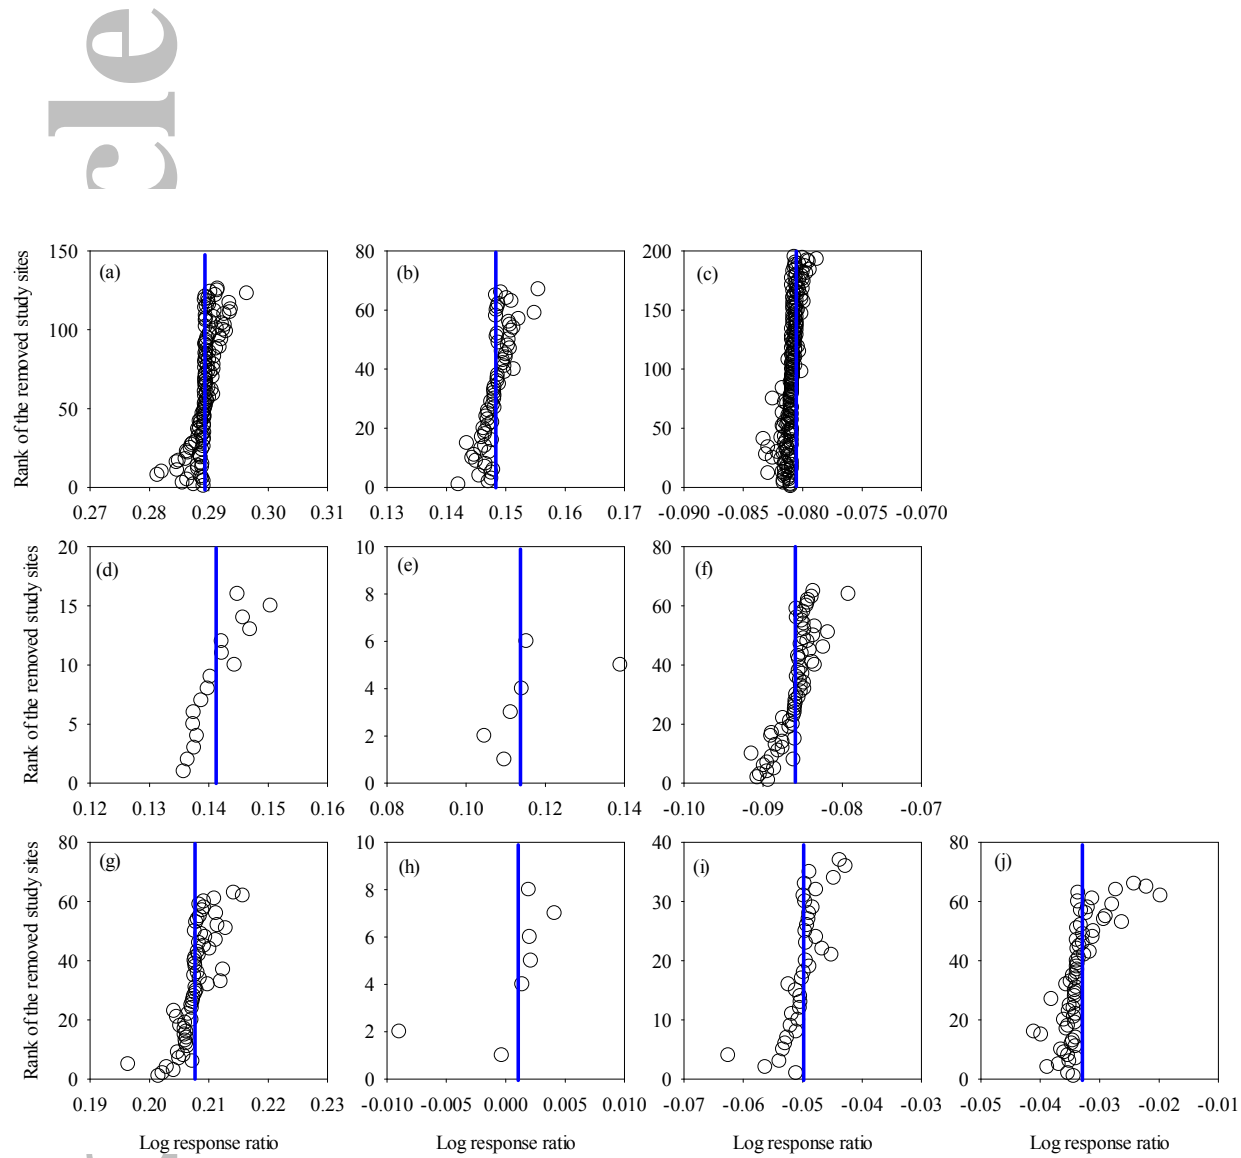 cle
Rank of the removed study sites
150
100
50
0
(a)
0.27 0.28 0.29 0.30 0.31
80
60
40
20
0
(b)
0.13 0.14 0.15 0.16 0.17
200
150
100
50
0
(c)
-0.090 -0.085 -0.080 -0.075 -0.070
Rank of the removed study sites
20
15
10
5
0
(d)
0.12 0.13 0.14 0.15 0.16
10
8
6
4
2
0
(e)
0.08 0.10 0.12 0.14
80
60
40
20
0
(f)
-0.10 -0.09 -0.08 -0.07
Rank of the removed study sites
80
60
40
20
0
(g)
0.19 0.20 0.21 0.22 0.23
Log response ratio
10
8
6
4
2
0
(h)
-0.010 -0.005 0.000 0.005 0.010
Log response ratio
40
30
20
10
0
(i)
-0.07 -0.06 -0.05 -0.04 -0.03
Log response ratio
80
60
40
20
0
(j)
-0.05 -0.04 -0.03 -0.02 -0.01
Log response ratio